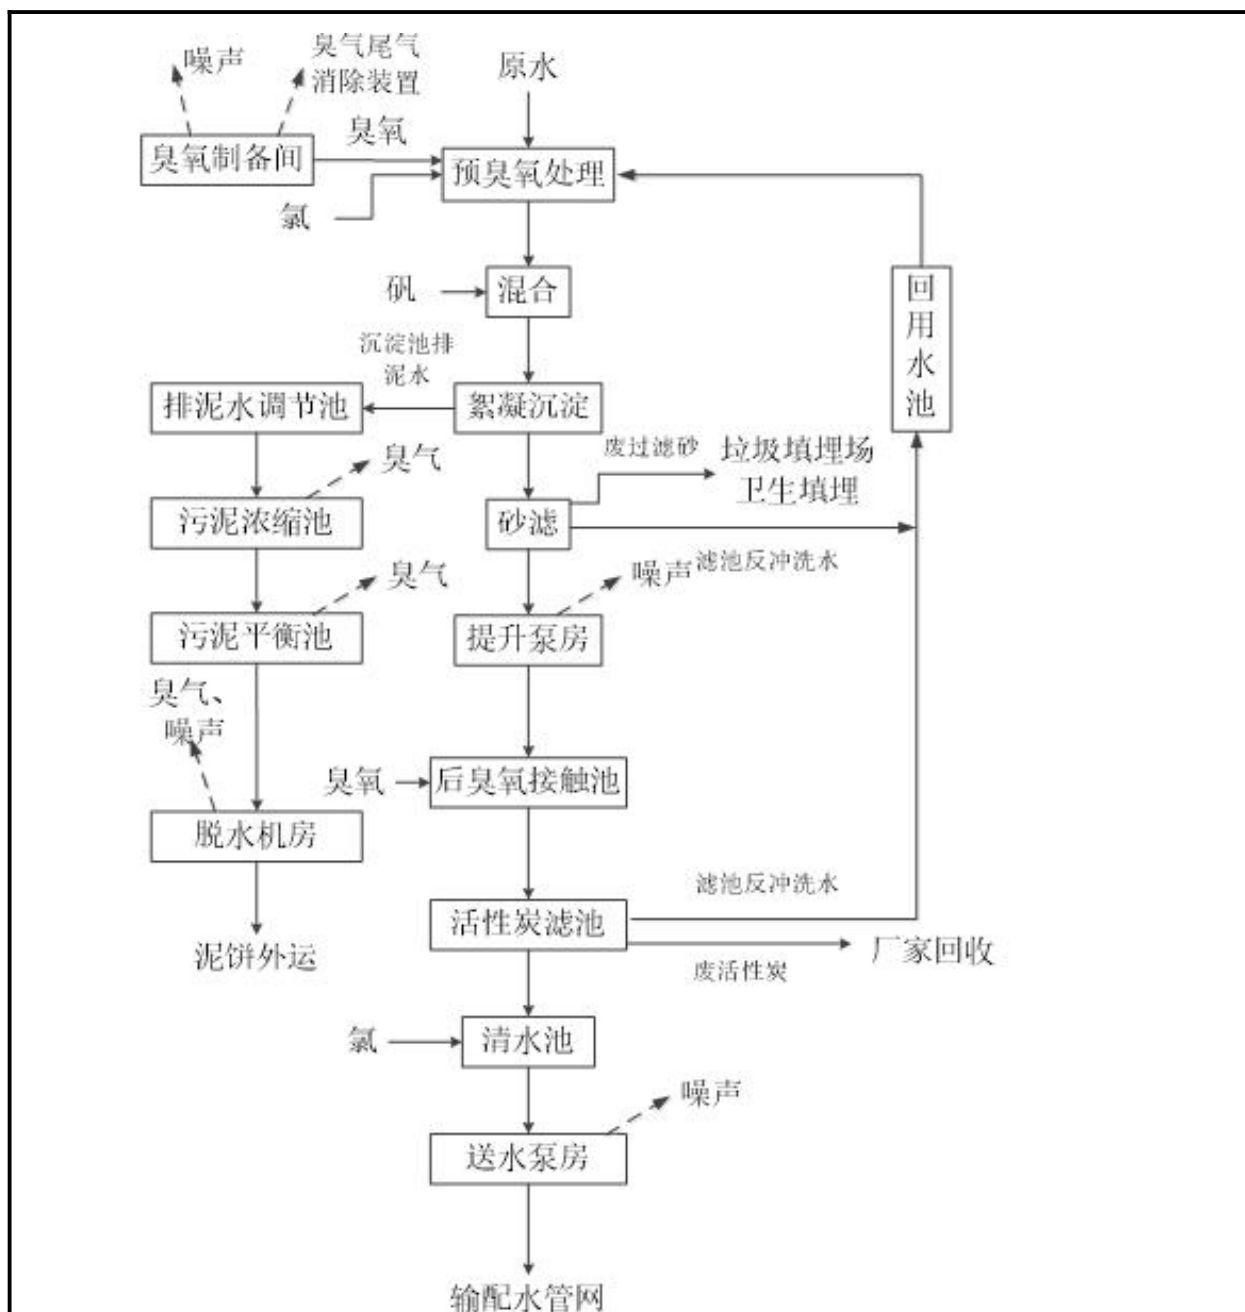 噪声
臭气尾气
消除装置
原水
臭氧
臭氧制备间
预臭氧处理
氯
矾
混合
回
用
水
池
沉淀池排
泥水
排泥水调节池
絮凝沉淀
废过滤砂
垃圾填埋场
卫生填埋
臭气
污泥浓缩池
砂滤
滤池反冲洗水
噪声
臭气
污泥平衡池
提升泵房
臭气、
噪声
臭氧
后臭氧接触池
脱水机房
滤池反冲洗水
活性炭滤池
厂家回收
废活性炭
泥饼外运
氯
清水池
噪声
送水泵房
输配水管网